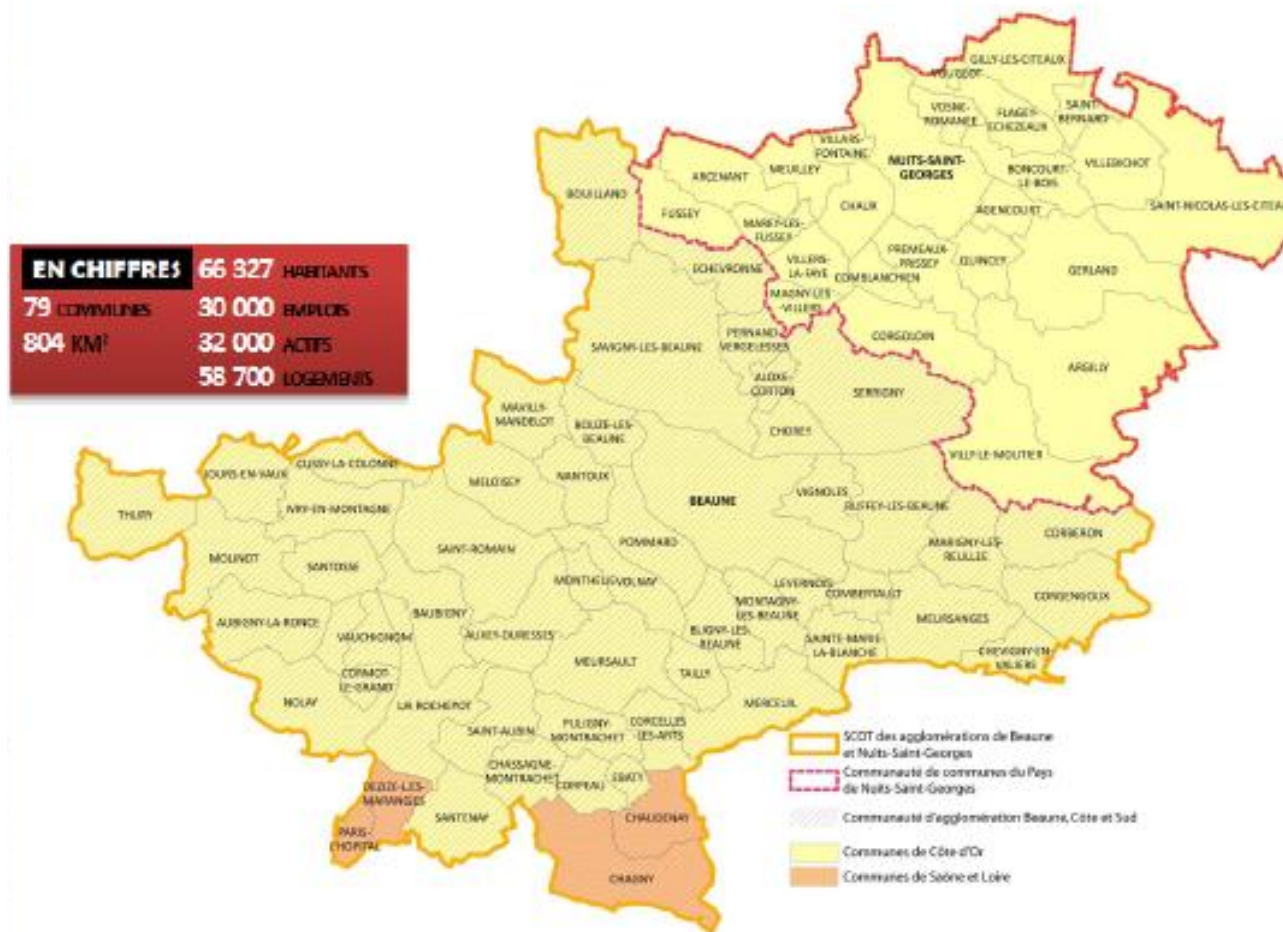 GILLY-LES-CITEAUX
VOUGEOT
VOSNE-
ROMANEE
FLAGEY-
ECHEZEAUX
SAINT-
BERNARD
VILLARS-
FONTAINE
NUITS-SAINT-
GEORGES
BONCOURT-
LE-BOIS
VILLEBICHOT
MEUILLEY
ARCENANT
BOUILLAND
CHAUX
AGENCOURT
SAINT-NICOLAS-LES-CITEA
FUSSEY
MAREY-LES-
FUSSEY
EN CHIFFRES
66 327 HABITANTS
79 COMMUNES
30 000 EMPLOIS
804 KM²
32 000 ACTIFS
58 700 LOGEMENTS
ECHEVRONNE
VILLERS-
LA-FAYE
PREMEAUX-
PRISSEY
QUINCEY
GERLAND
COMBLANCHIEN
MAGNY-LES-
VILLERS
PERNAND-
VERGELESSES
CORGOLOIN
SAVIGNY-LES-BEAUNE
ARGILLY
ALOXE-
CORTON
SERRIGNY
MAVILLY-
MANDELOT
BOUZE-LES-
BEAUNE
CHOREY
VILLY-LE-MOUTIER
CUSSY-LA-COLONNE
JOURS-EN-VAUX
MELOISEY
NANTOUX
BEAUNE
VIGNOLES
RUFFEY-LES-BEAUNE
THURY
IVRY-EN-MONTAGNE
CORBERON
SAINT-ROMAIN
POMMARD
MARIGNY-LES-
REULLEE
MOLINOT
SANTOSSE
MONTHELIE
VOLNAY
LEVERNOIS
COMBERTAULT
CORGENGOUX
BAUBIGNY
MONTAGNY-
LES-BEAUNE
MEURSANGES
AUBIGNY-LA-RONCE
VAUCHIGNON
AUXEY-DURESSES
BLIGNY-LES-
BEAUNE
SAINTE-MARIE-
LA-BLANCHE
CHEVIGNY-EN-
VALIERE
MEURSAULT
TAILLY
CORMOT-
LE-GRAND
NOLAY
LA ROCHEPOT
MERCEUIL
SAINT-AUBIN
PULIGNY-
MONTRACHET
CORCELLES
LES-ARTS
CHASSAGNE-
MONTRACHET
CORPEAU
EBATY
DEZIZE-LES-
MARANGES
SANTENAY
CHAUDENAY
PARIS-
L'HOPITAL
CHAGNY
SCOT des agglomérations de Beaune
et Nuits-Saint-Georges
Communauté de communes du Pays
de Nuits-Saint-Georges
Communauté d'agglomération Beaune, Côte et Sud
Communes de Côte d'Or
Communes de Saône et Loire